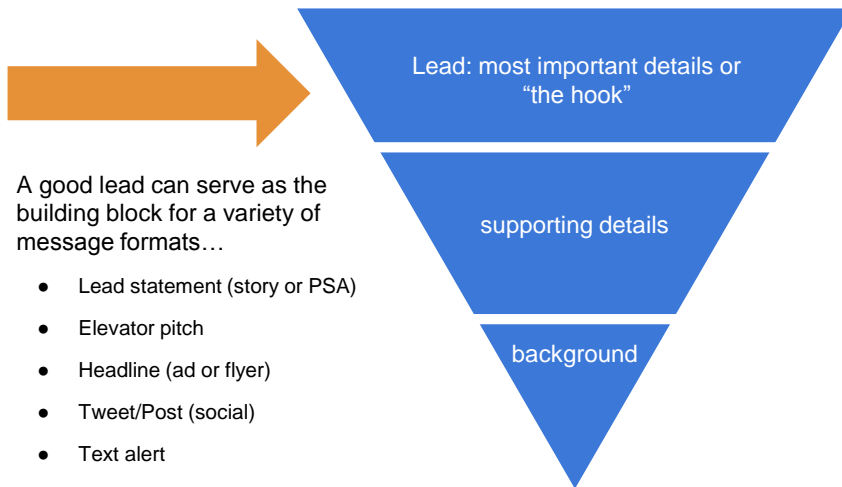 Lead: most important details or
“the hook”
A good lead can serve as the
building block for a variety of
message formats…
● Lead statement (story or PSA)
● Elevator pitch
● Headline (ad or flyer)
● Tweet/Post (social)
● Text alert
supporting details
background